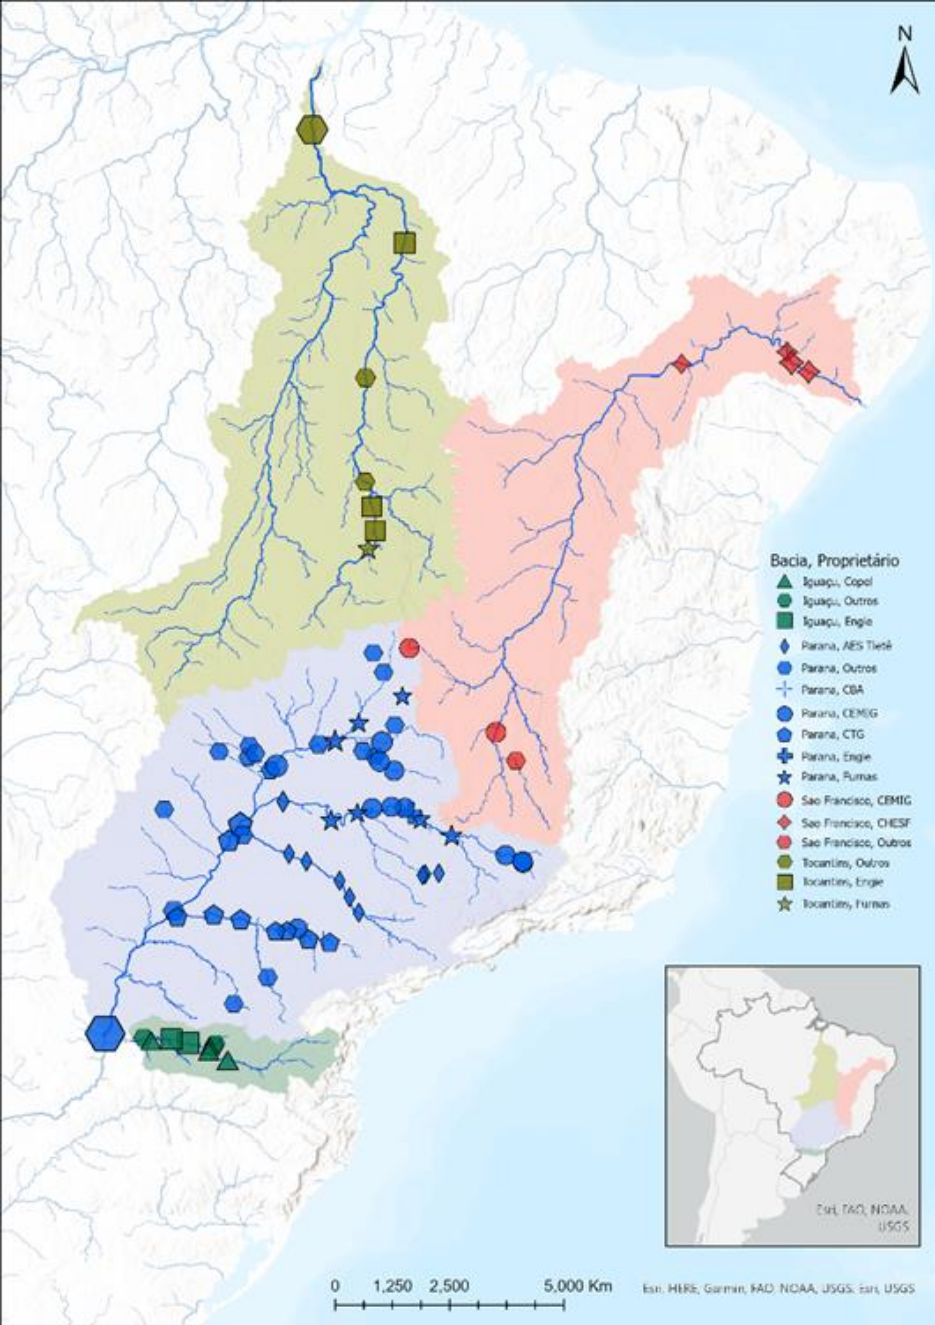 N
Bacia, Proprietário
Iguaçu, Copel
Iguaçu, Outros
Iguaçu, Engie
Parana, AES Tietê
Parana, Outros
Parana, CBA
Parana, CEMIG
Parana, CTG
Parana, Engie
Parana, Furnas
Sao Francisco, CEMIG
Sao Francisco, CHESF
Sao Francisco, Outros
Tocantins, Outros
Tocantins, Engie
Tocantins, Furnas
Esri, FAO, NOAA,
USGS
0 1,250 2,500 5,000 Km
Esri, HERE, Garmin, FAO, NOAA, USGS, Esri, USGS